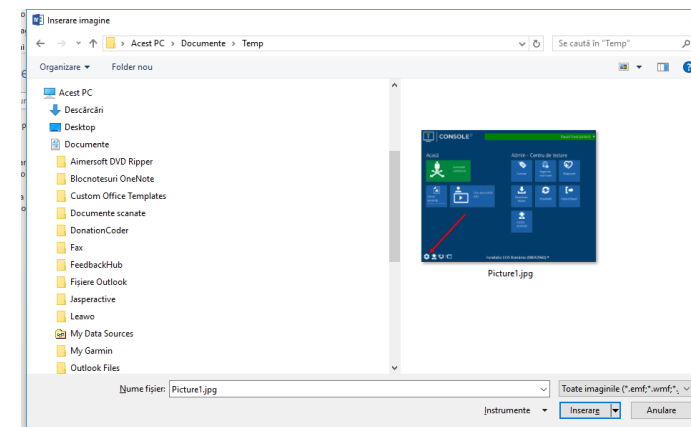 Inserare imagine
Acest PC > Documente > Temp
Se caută în "Temp"
Organizare
Folder nou
Acest PC
Descărcări
Desktop
Documente
Aimersoft DVD Ripper
Blocnotesuri OneNote
Custom Office Templates
Documente scanate
DonationCoder
Fax
FeedbackHub
Fișiere Outlook
Jasperactive
Leawo
My Data Sources
My Garmin
Outlook Files
CONSOLE
Acasă
Admin - Centru de testare
Picture1.jpg
Nume fișier: Picture1.jpg
Toate imaginile (*.emf;*.wmf;*.
Instrumente
Inserare
Anulare